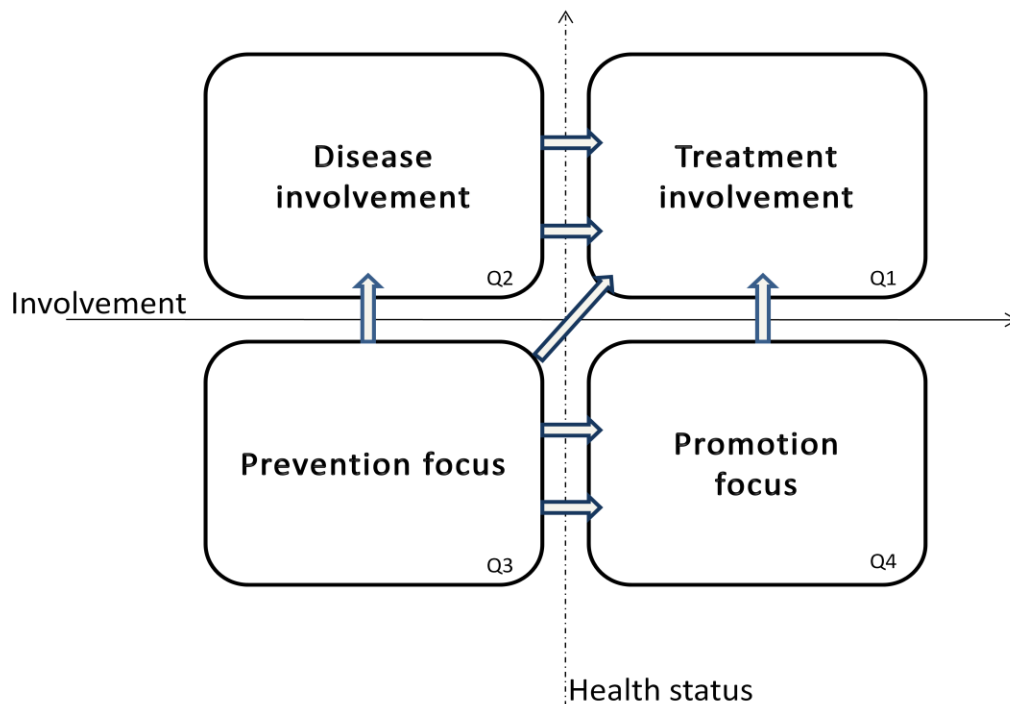 Disease
involvement
Q2
Treatment
involvement
Q1
Involvement
Prevention focus
Q3
Promotion
focus
Q4
Health status